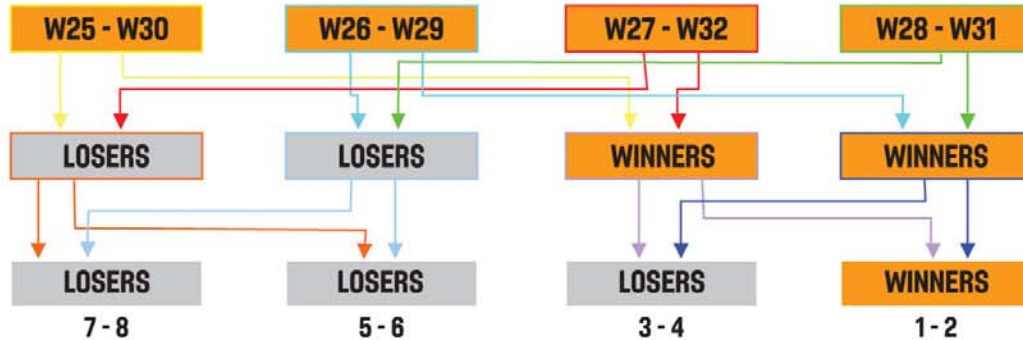 W25 - W30 W26 - W29 W27 - W32 W28 - W31
LOSERS LOSERS WINNERS WINNERS
LOSERS LOSERS LOSERS WINNERS
7 - 8 5 - 6 3 - 4 1 - 2